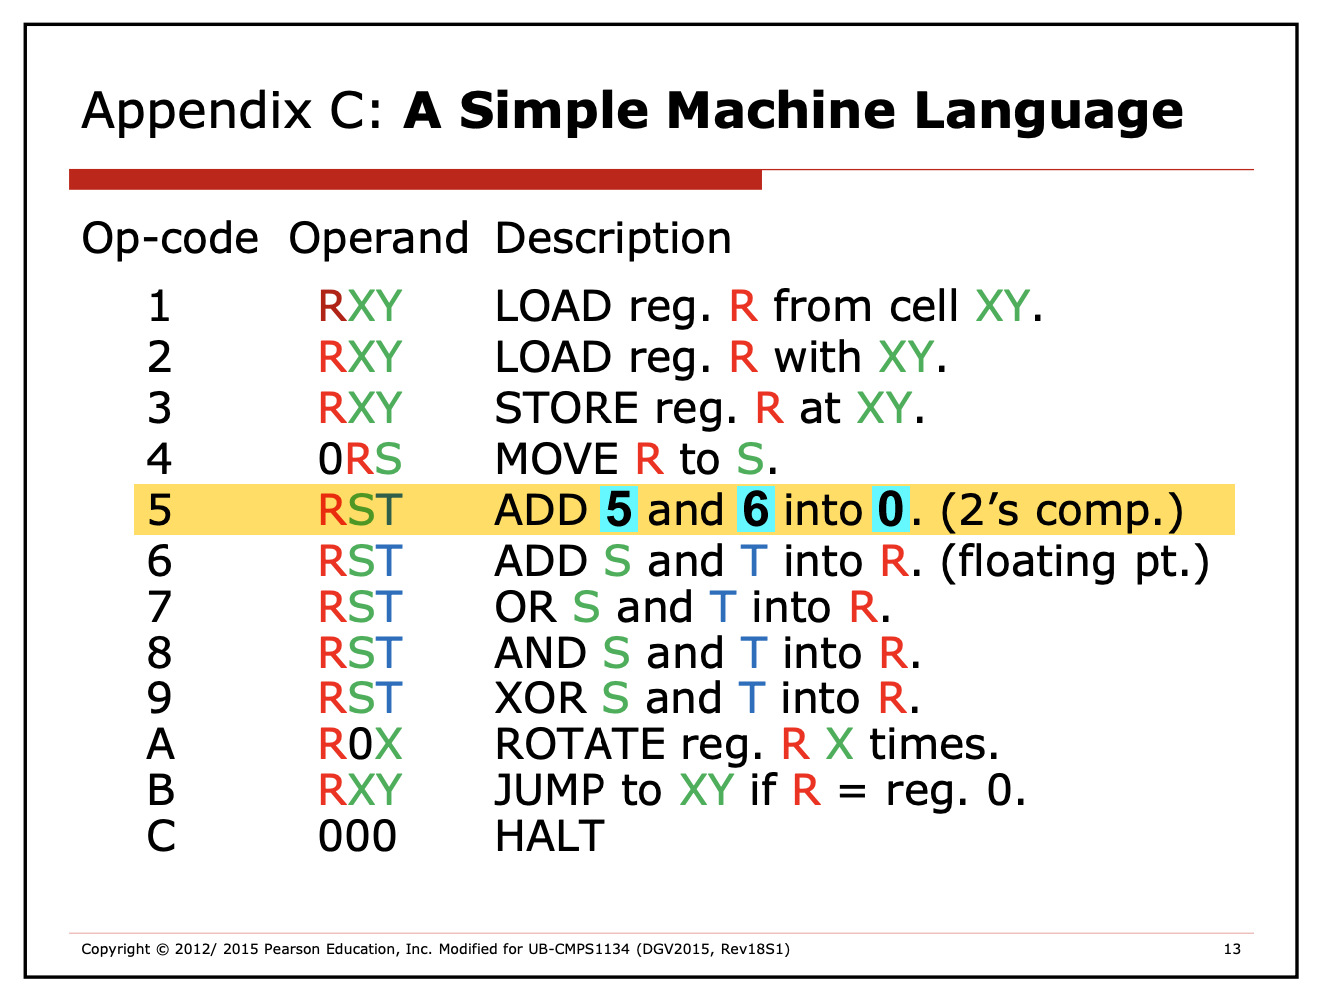 Appendix C: A Simple Machine Language
Op-code Operand Description
1 RXY LOAD reg. R from cell XY.
2 RXY LOAD reg. R with XY.
3 RXY STORE reg. R at XY.
4 0RS MOVE R to S.
5 RST ADD 5 and 6 into 0. (2’s comp.)
6 RST ADD S and T into R. (floating pt.)
7 RST OR S and T into R.
8 RST AND S and T into R.
9 RST XOR S and T into R.
A R0X ROTATE reg. R X times.
B RXY JUMP to XY if R = reg. 0.
C 000 HALT
Copyright © 2012/ 2015 Pearson Education, Inc. Modified for UB-CMPS1134 (DGV2015, Rev18S1) 13